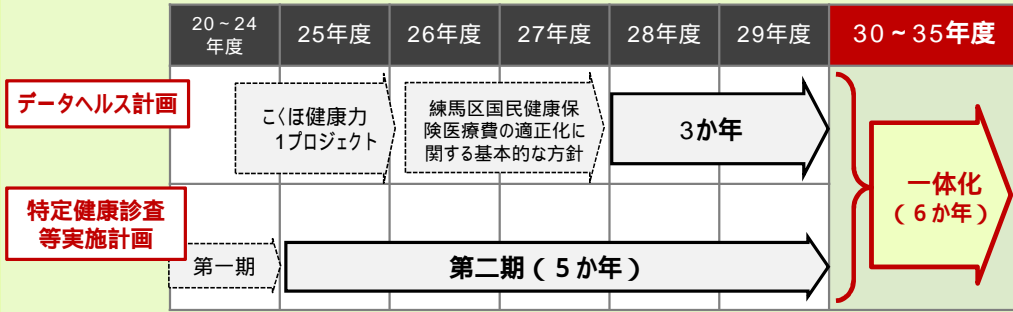 20~24
年度
25年度
26年度
27年度
28年度
29年度
30~35年度
データヘルス計画
こくほ健康力
1プロジェクト
練馬区国民健康保
険医療費の適正化に
関する基本的な方針
3か年
特定健康診査
等実施計画
第一期
第二期(5か年)
一体化
(6か年)